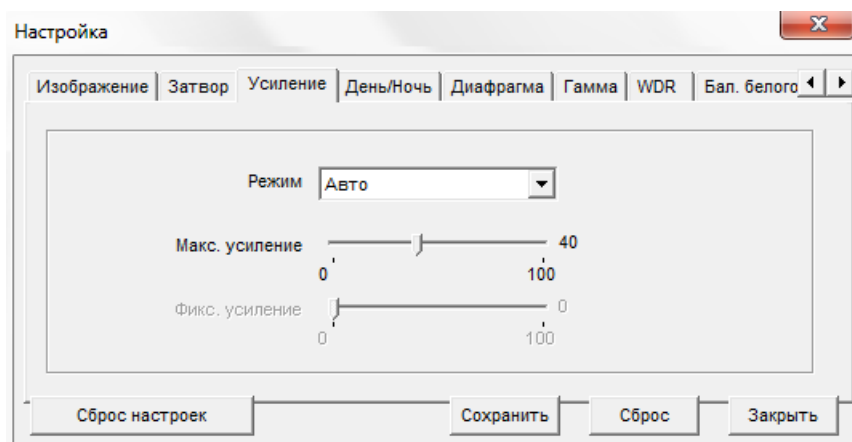 Настройка
Изображение Затвор Усиление День/Ночь Диафрагма Гамма WDR Бал. белого
Режим Авто
Макс. усиление 40
0 100
Фикс. усиление 0
0 100
Сброс настроек Сохранить Сброс Закрыть